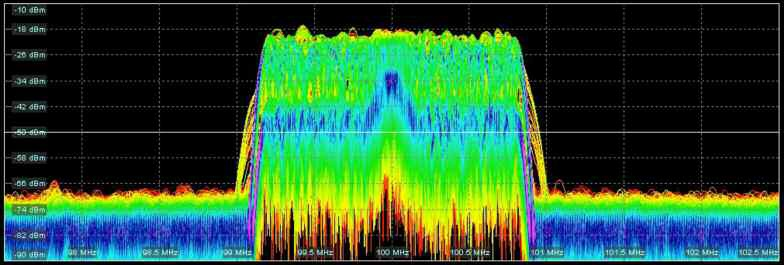 -10 dBm
-18 dBm
-26 dBm
-34 dBm
-42 dBm
-50 dBm
-58 dBm
-66 dBm
-74 dBm
-82 dBm
-90 dBm 98 MHz 98.5 MHz 99.0 MHz 99.5 MHz 100 MHz 100.5 MHz 101 MHz 101.5 MHz 102 MHz 102.5 MHz